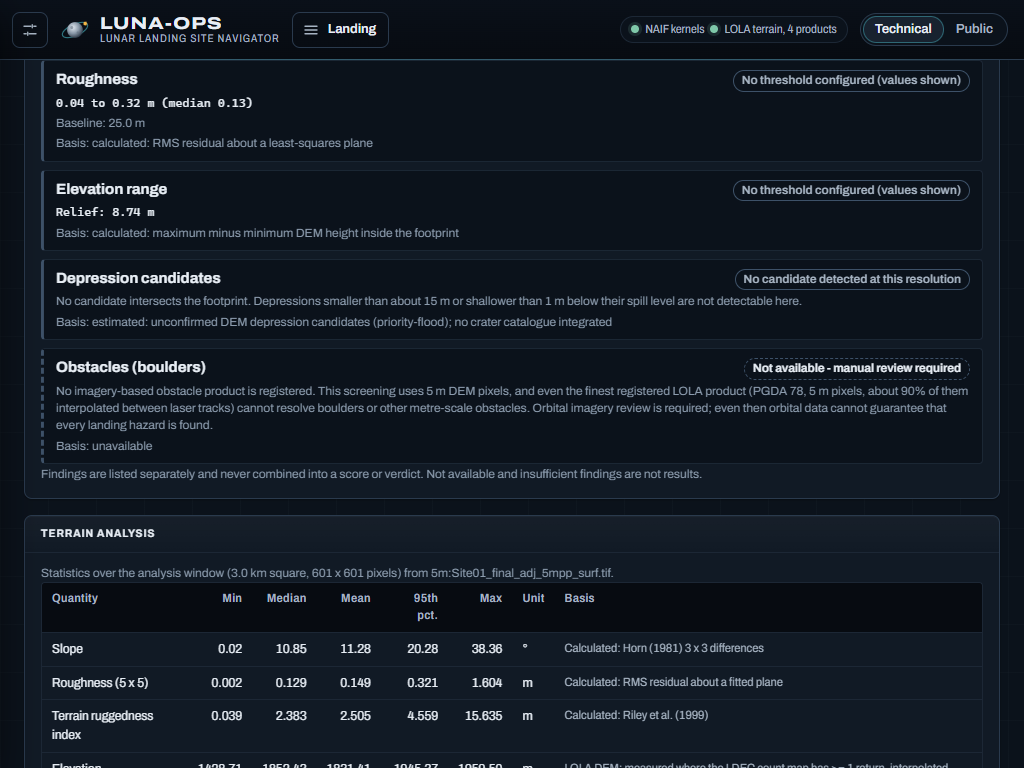 LUNA-OPS
LUNAR LANDING SITE NAVIGATOR
Landing
NAIF kernels
LOLA terrain, 4 products
Technical
Public
Roughness
No threshold configured (values shown)
0.04 to 0.32 m (median 0.13)
Baseline: 25.0 m
Basis: calculated: RMS residual about a least-squares plane
Elevation range
No threshold configured (values shown)
Relief: 8.74 m
Basis: calculated: maximum minus minimum DEM height inside the footprint
Depression candidates
No candidate detected at this resolution
No candidate intersects the footprint. Depressions smaller than about 15 m or shallower than 1 m below their spill level are not detectable here.
Basis: estimated: unconfirmed DEM depression candidates (priority-flood); no crater catalogue integrated
Obstacles (boulders)
Not available - manual review required
No imagery-based obstacle product is registered. This screening uses 5 m DEM pixels, and even the finest registered LOLA product (PGDA 78, 5 m pixels, about 90% of them
interpolated between laser tracks) cannot resolve boulders or other metre-scale obstacles. Orbital imagery review is required; even then orbital data cannot guarantee that
every landing hazard is found.
Basis: unavailable
Findings are listed separately and never combined into a score or verdict. Not available and insufficient findings are not results.
TERRAIN ANALYSIS
Statistics over the analysis window (3.0 km square, 601 x 601 pixels) from 5m:Site01_final_adj_5mpp_surf.tif.
Quantity Min Median Mean 95th pct. Max Unit Basis
Slope 0.02 10.85 11.28 20.28 38.36 ° Calculated: Horn (1981) 3 x 3 differences
Roughness (5 x 5) 0.002 0.129 0.149 0.321 1.604 m Calculated: RMS residual about a fitted plane
Terrain ruggedness index 0.039 2.383 2.505 4.559 15.635 m Calculated: Riley et al. (1999)
Elevation